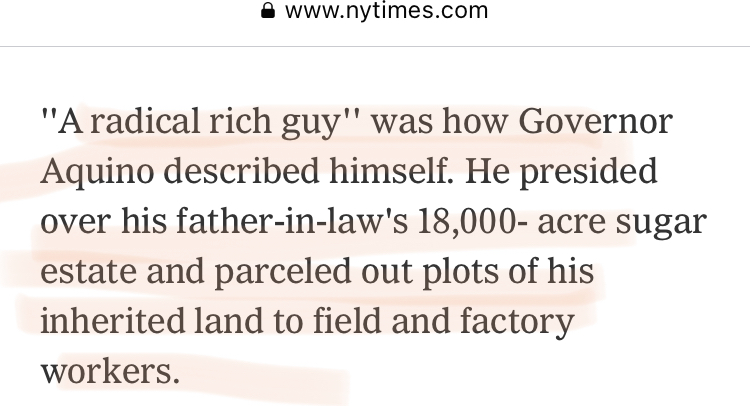 www.nytimes.com
"A radical rich guy'' was how Governor
Aquino described himself. He presided
over his father-in-law's 18,000- acre sugar
estate and parceled out plots of his
inherited land to field and factory
workers.